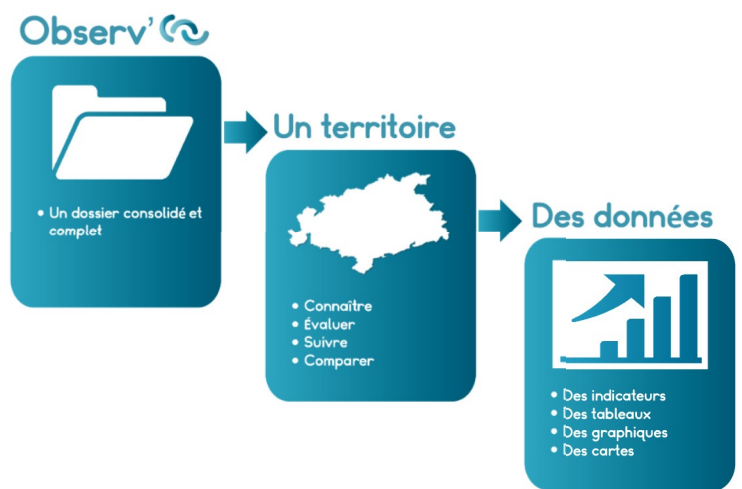 Observ'
• Un dossier consolidé et
complet
Un territoire
• Connaître
• Évaluer
• Suivre
• Comparer
Des données
• Des indicateurs
• Des tableaux
• Des graphiques
• Des cartes